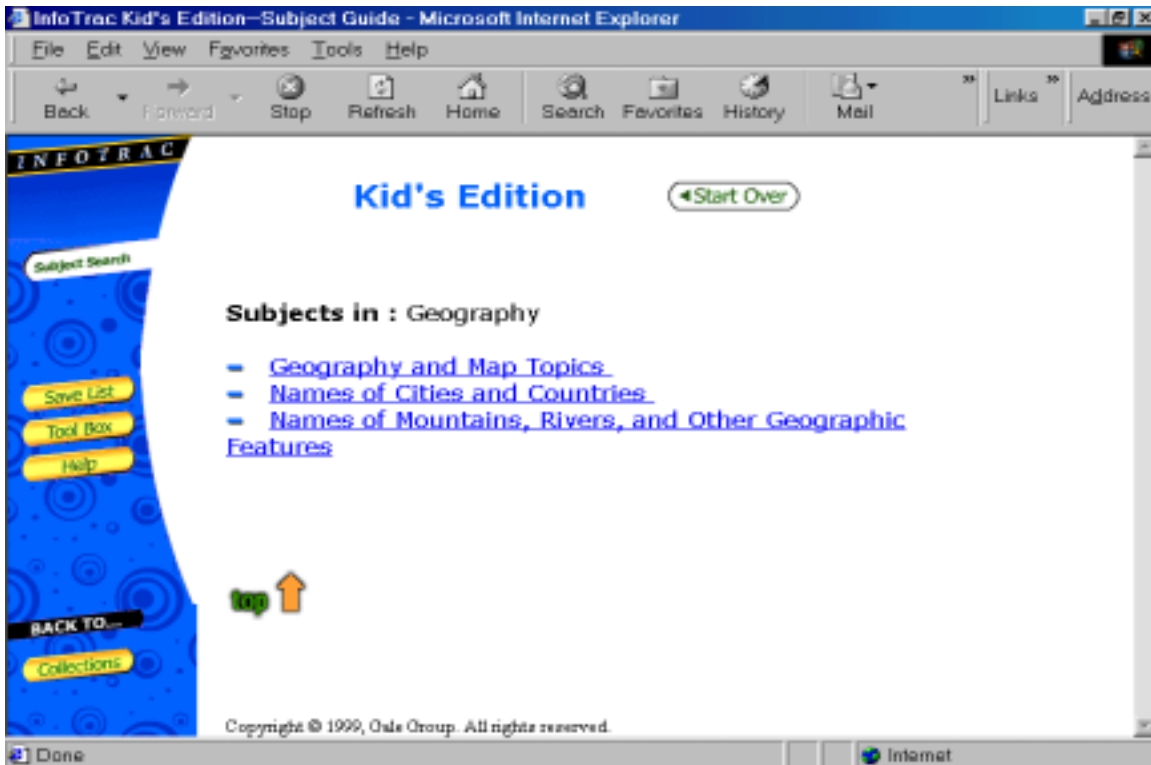 InfoTrac Kid's Edition—Subject Guide - Microsoft Internet Explorer
File Edit View Favorites Tools Help
Back Forward Stop Refresh Home Search Favorites History Mail » Links » Address
INFOTRAC
Kid's Edition
Start Over
Subject Search
Subjects in : Geography
Geography and Map Topics
Names of Cities and Countries
Names of Mountains, Rivers, and Other Geographic
Features
Save List
Tool Box
Help
top
BACK TO...
Collections
Copyright © 1999, Gale Group. All rights reserved.
Done Internet